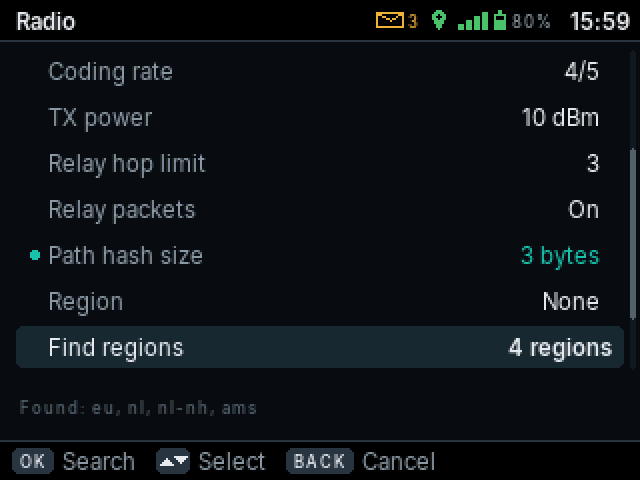 Radio 3 80% 15:59
Coding rate 4/5
TX power 10 dBm
Relay hop limit 3
Relay packets On
Path hash size 3 bytes
Region None
Find regions 4 regions
Found: eu, nl, nl-nh, ams
OK Search Select BACK Cancel